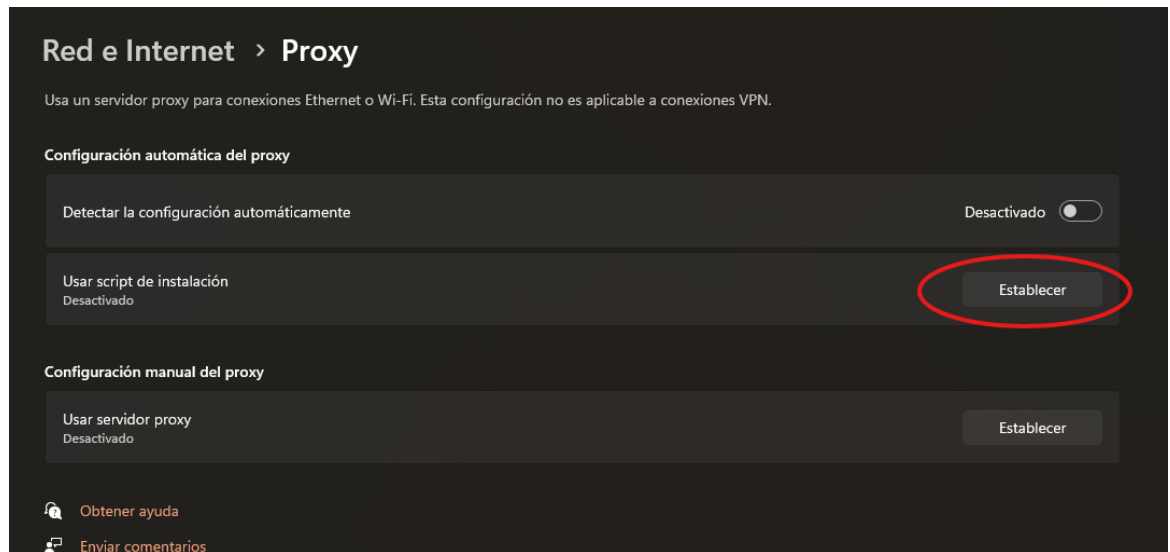 Red e Internet > Proxy
Usa un servidor proxy para conexiones Ethernet o Wi-Fi. Esta configuración no es aplicable a conexiones VPN.
Configuración automática del proxy
Detectar la configuración automáticamente
Desactivado
Usar script de instalación
Desactivado
Establecer
Configuración manual del proxy
Usar servidor proxy
Desactivado
Establecer
Obtener ayuda
Enviar comentarios